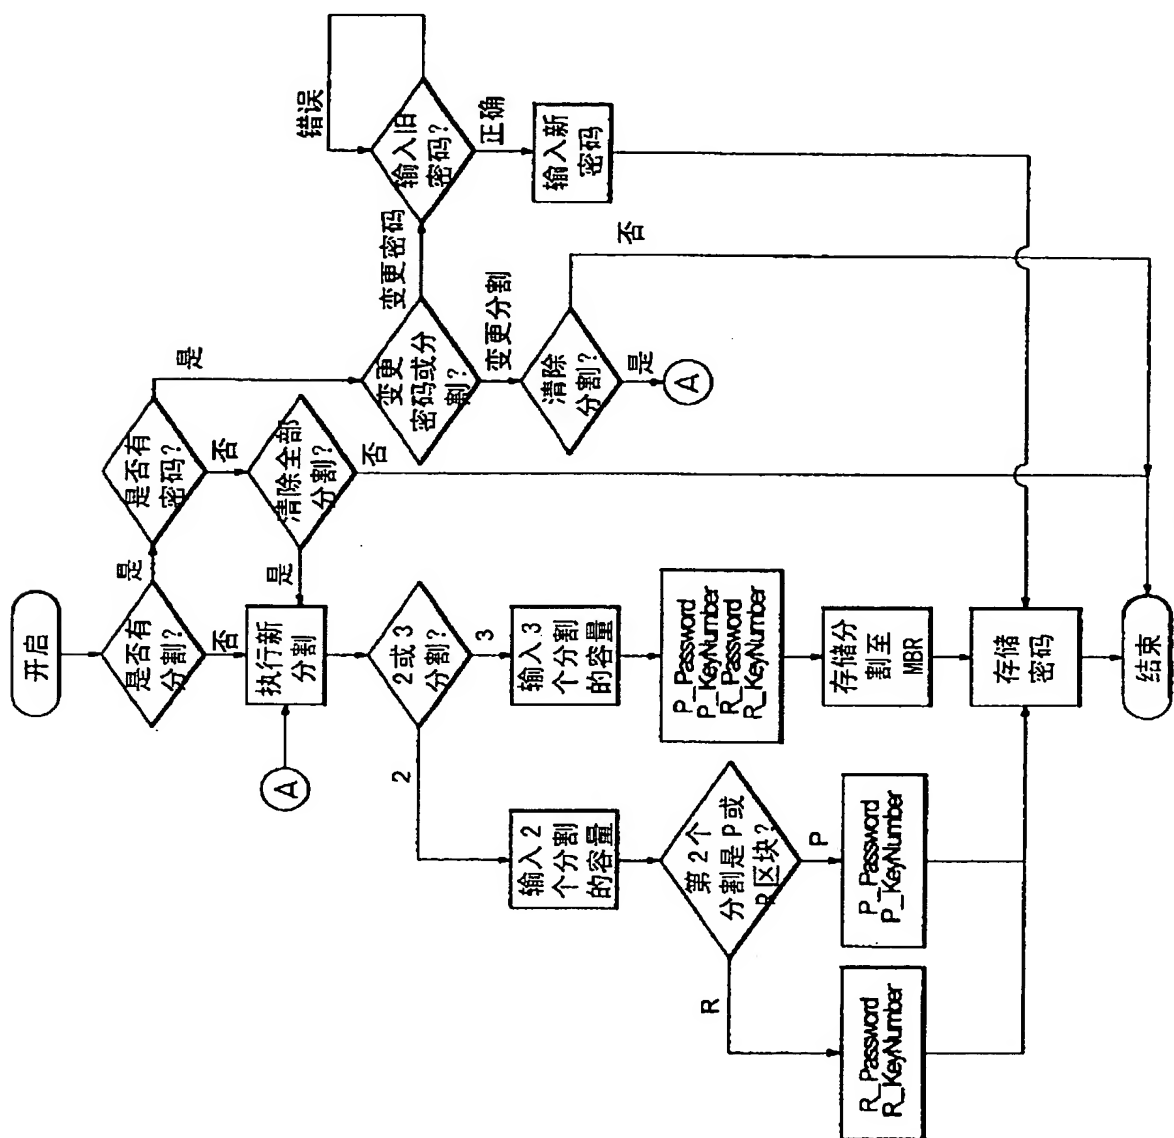 开启
是否有
分割?
是
否
是否有
密码?
是
否
清除全部
分割?
是
否
执行新
分割
A
变更
密码或分
割?
变更密码
变更分割
输入旧
密码?
错误
正确
输入新
密码
清除
分割?
否
是
A
2或3
分割?
2
3
输入3
个分割
的容量
P_Password
P_KeyNumber
R_Password
R_KeyNumber
存储分
割至
MBR
输入2
个分割
的容量
第2个
分割是P或
R区块?
P
R
P_Password
P_KeyNumber
R_Password
R_KeyNumber
存储
密码
结束